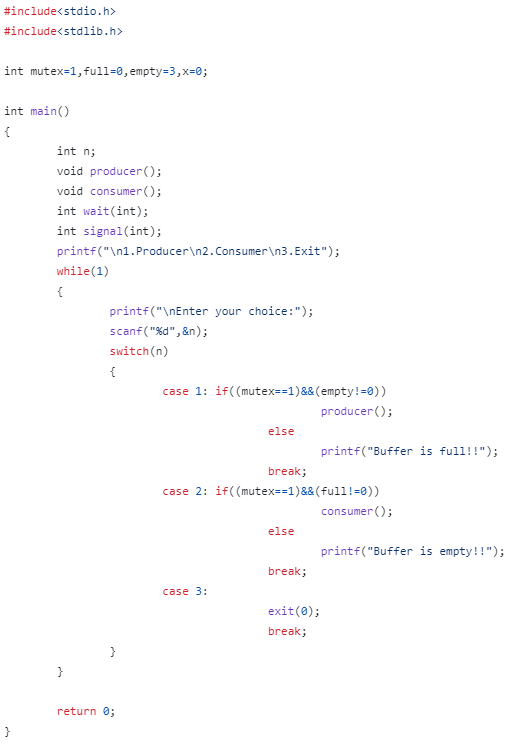 #include<stdio.h>
#include<stdlib.h>
int mutex=1,full=0,empty=3,x=0;
int main()
{
int n;
void producer();
void consumer();
int wait(int);
int signal(int);
printf("\n1.Producer\n2.Consumer\n3.Exit");
while(1)
{
printf("\nEnter your choice:");
scanf("%d",&n);
switch(n)
{
case 1: if((mutex==1)&&(empty!=0))
producer();
else
printf("Buffer is full!!");
break;
case 2: if((mutex==1)&&(full!=0))
consumer();
else
printf("Buffer is empty!!");
break;
case 3:
exit(0);
break;
}
}
return 0;
}